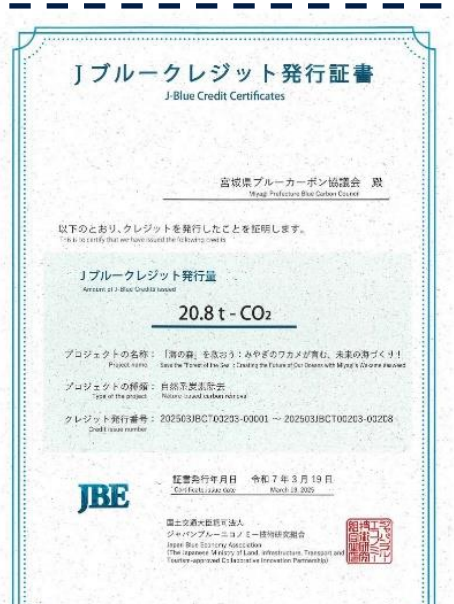 Jブルークレジット発行証書
J-Blue Credit Certificates
宮城県ブルーカーボン協議会 殿
Miyagi Prefecture Blue Carbon Council
以下のとおり、クレジットを発行したことを証明します。
This is to certify that we have issued the following credits
Jブルークレジット発行量
Amount of J-Blue Credits issued
20.8 t - CO₂
プロジェクトの名称： 「海の森」を救おう：みやぎのワカメが育む、未来の海づくり！
Project name Save the "Forest of the Sea": Creating the Future of Our Oceans with Miyagi's Wakame Seaweed
プロジェクトの種類： 自然系炭素除去
Type of the project Nature-based carbon removal
クレジット発行番号： 202503JBCT00203-00001 ～ 202503JBCT00203-00208
Credit issue number
証書発行年月日 令和7年3月19日
Certificate issue date March 19, 2025
JBE
国土交通大臣認可法人
ジャパンブルーエコノミー技術研究組合
Japan Blue Economy Association
(The Japanese Ministry of Land, Infrastructure, Transport and
Tourism-approved Collaborative Innovation Partnership)